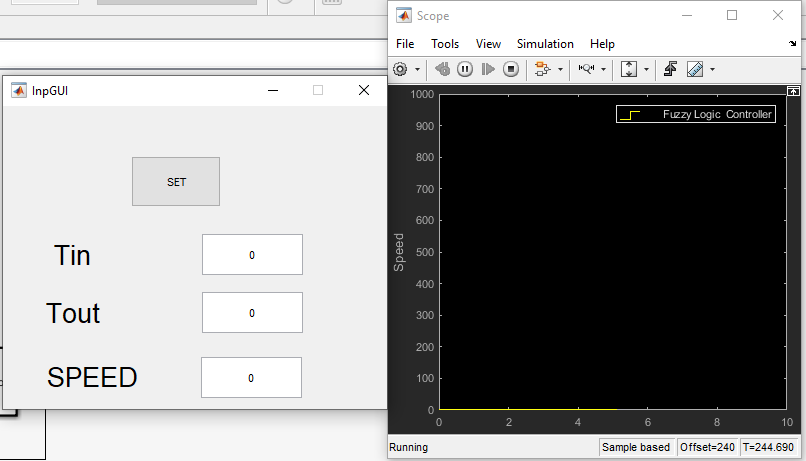 InpGUI
SET
Tin
0
Tout
0
SPEED
0
Scope
File Tools View Simulation Help
Fuzzy Logic Controller
1000
900
800
700
600
500
400
300
200
100
0
Speed
0 2 4 6 8 10
Running Sample based Offset=240 T=244.690